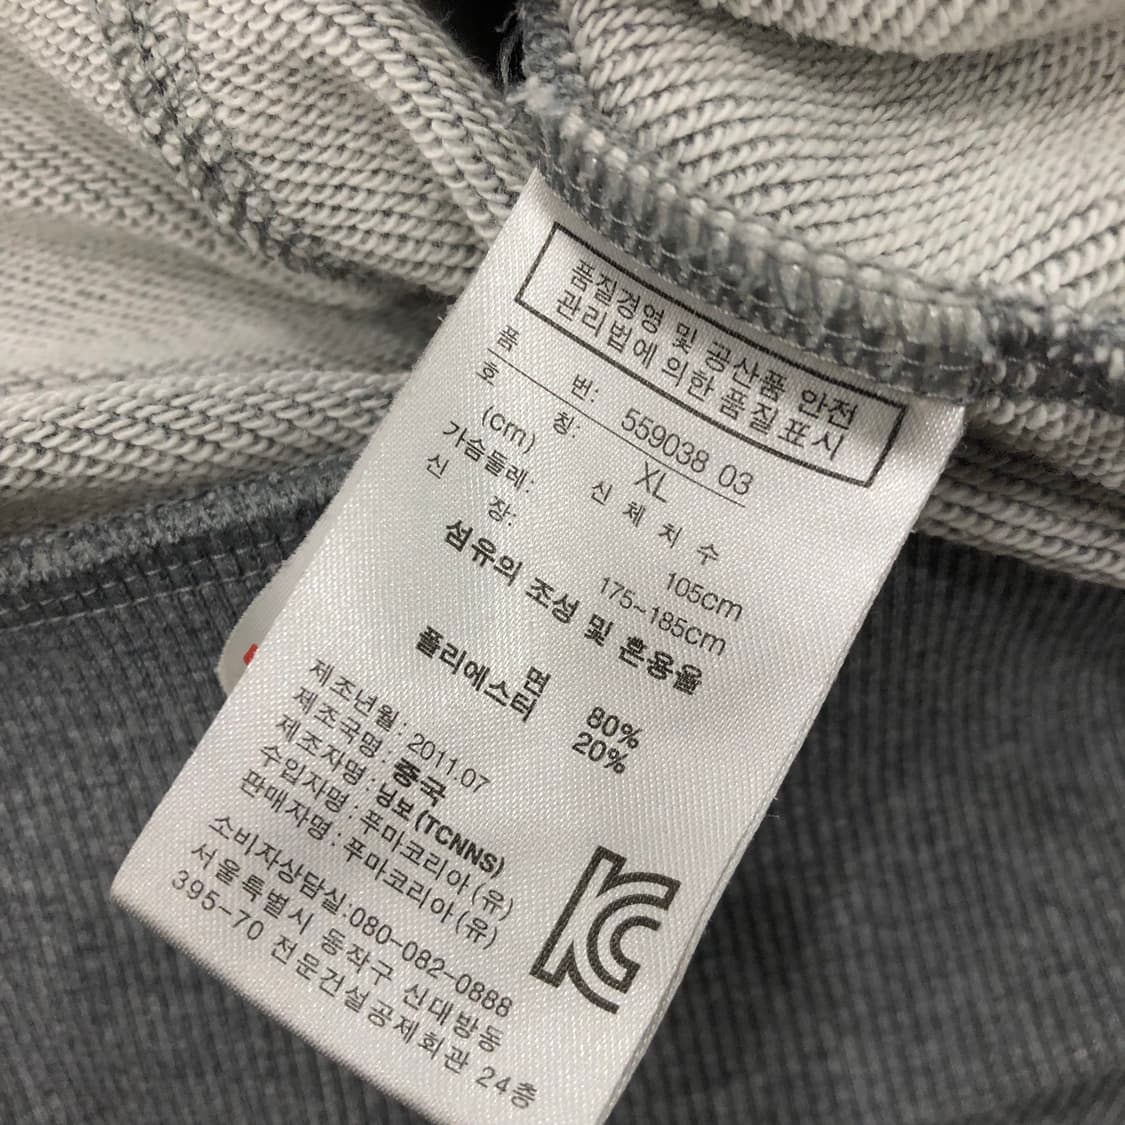 품질경영 및 공산품 안전
관리법에 의한 품질표시
품 번: 559038 03
호 칭: XL
(cm) 신 체 치 수
가슴둘레: 105cm
신 장: 175~185cm
섬유의 조성 및 혼용율
면 80%
폴리에스터 20%
제조년월: 2011.07
제조국명: 중국
제조자명: 닝보(TCNNS)
수입자명: 푸마코리아(유)
판매자명: 푸마코리아(유)
소비자상담실:080-082-0888
서울 특별시 동작구 신대방동
395-70 전문건설공제회관 24층
KC